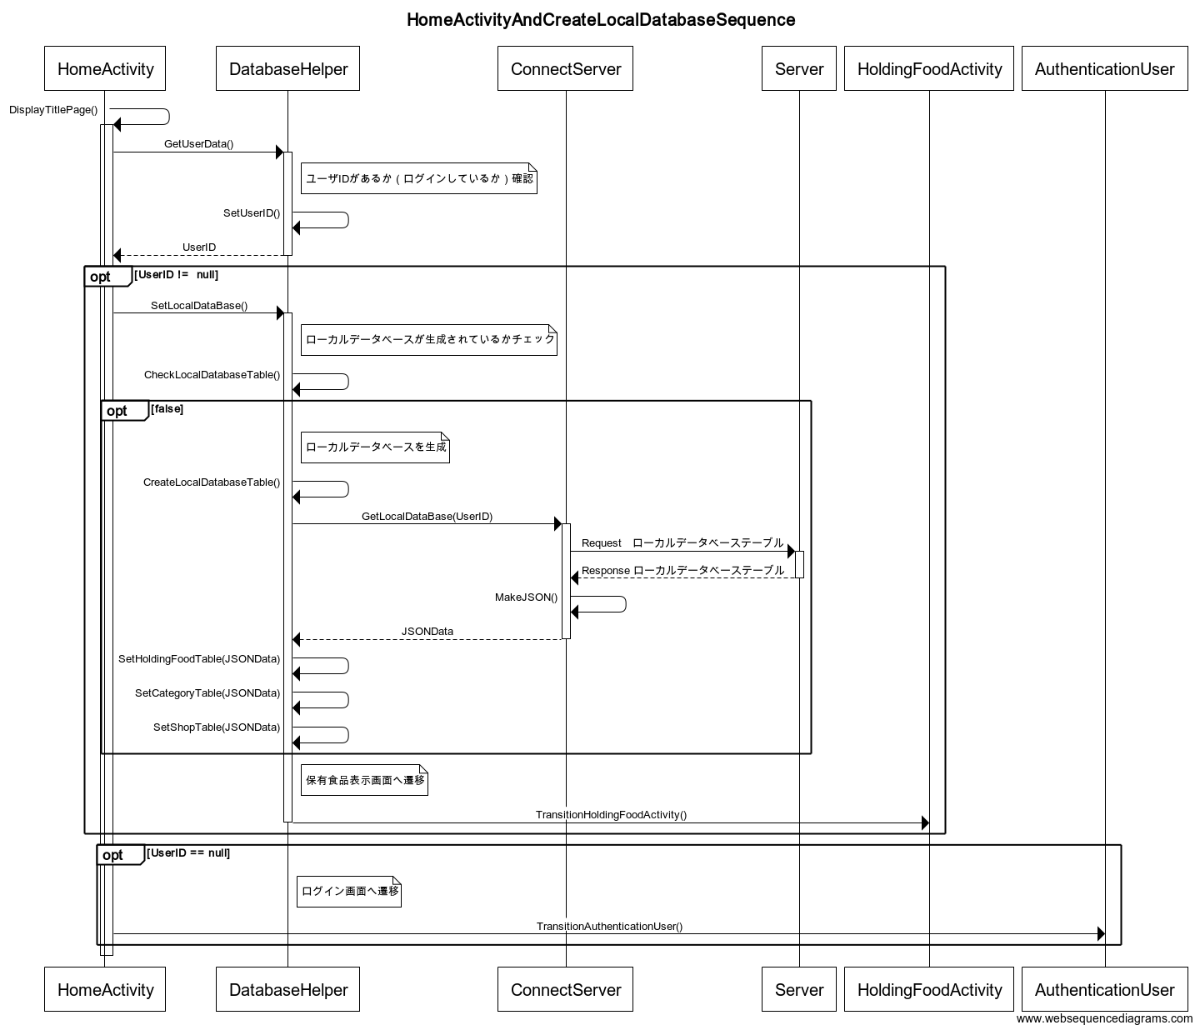 HomeActivityAndCreateLocalDatabaseSequence
HomeActivity
DatabaseHelper
ConnectServer
Server
HoldingFoodActivity
AuthenticationUser
DisplayTitlePage()
GetUserData()
ユーザIDがあるか（ログインしているか）確認
SetUserID()
UserID
opt
[UserID != null]
SetLocalDataBase()
ローカルデータベースが生成されているかチェック
CheckLocalDatabaseTable()
opt
[false]
ローカルデータベースを生成
CreateLocalDatabaseTable()
GetLocalDataBase(UserID)
Request　ローカルデータベーステーブル
Response ローカルデータベーステーブル
MakeJSON()
JSONData
SetHoldingFoodTable(JSONData)
SetCategoryTable(JSONData)
SetShopTable(JSONData)
保有食品表示画面へ遷移
TransitionHoldingFoodActivity()
opt
[UserID == null]
ログイン画面へ遷移
TransitionAuthenticationUser()
HomeActivity
DatabaseHelper
ConnectServer
Server
HoldingFoodActivity
AuthenticationUser
www.websequencediagrams.com